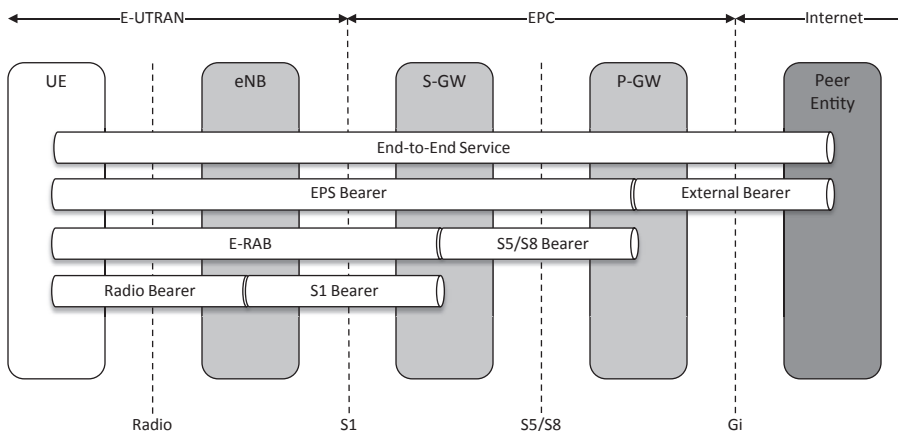 E-UTRAN
EPC
Internet
UE
eNB
S-GW
P-GW
Peer
Entity
End-to-End Service
EPS Bearer
External Bearer
E-RAB
S5/S8 Bearer
Radio Bearer
S1 Bearer
Radio
S1
S5/S8
Gi